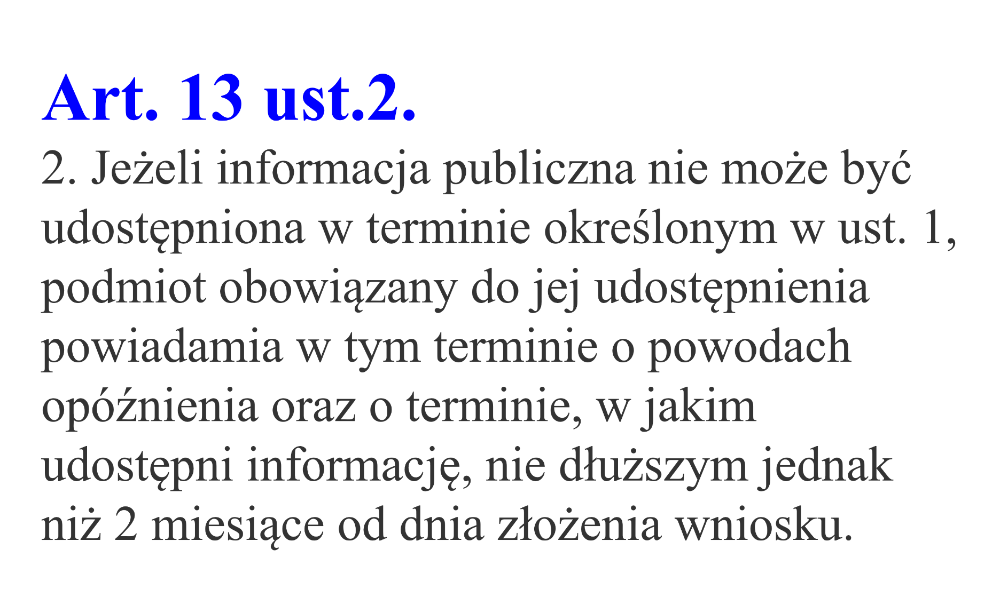 Art. 13 ust.2.
2. Jeżeli informacja publiczna nie może być
udostępniona w terminie określonym w ust. 1,
podmiot obowiązany do jej udostępnienia
powiadamia w tym terminie o powodach
opóźnienia oraz o terminie, w jakim
udostępni informację, nie dłuższym jednak
niż 2 miesiące od dnia złożenia wniosku.